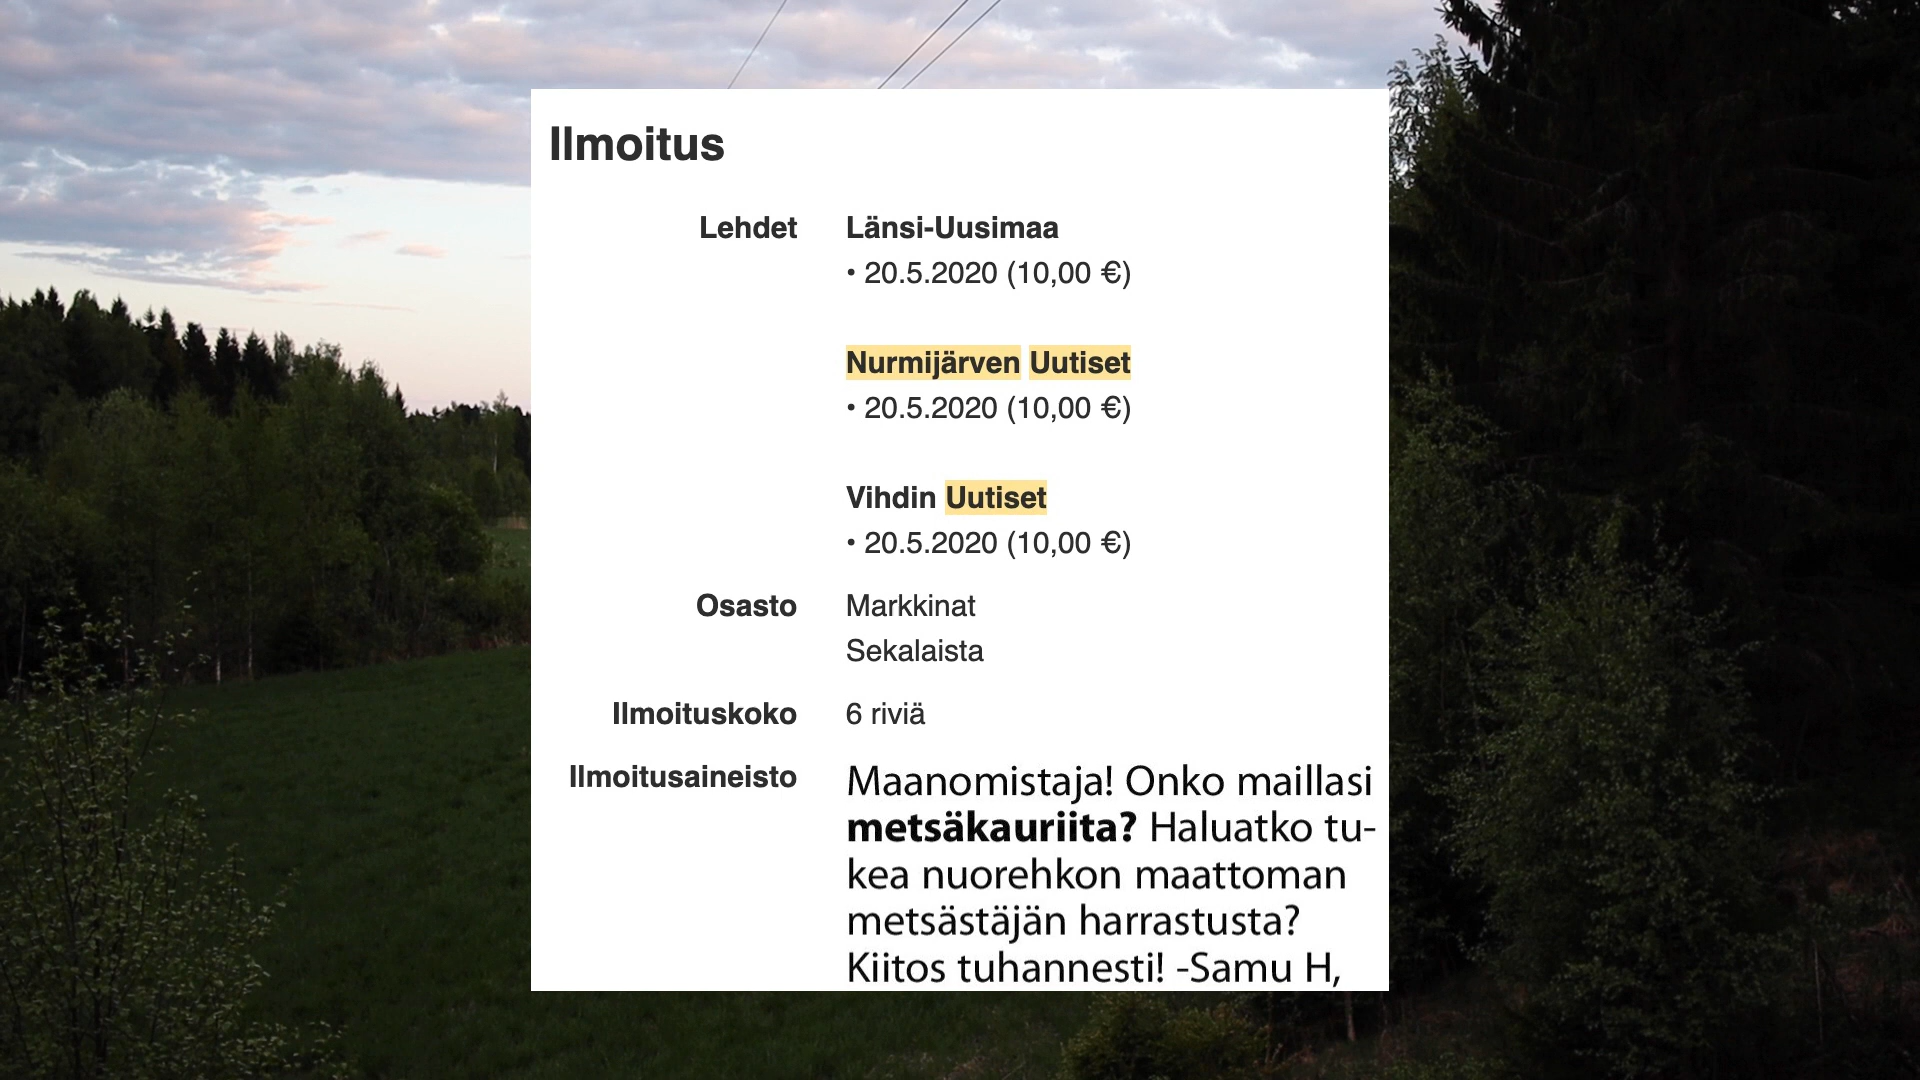 Ilmoitus
Lehdet Länsi-Uusimaa
• 20.5.2020 (10,00 €)
Nurmijärven Uutiset
• 20.5.2020 (10,00 €)
Vihdin Uutiset
• 20.5.2020 (10,00 €)
Osasto Markkinat
Sekalaista
Ilmoituskoko 6 riviä
Ilmoitusaineisto Maanomistaja! Onko maillasi
metsäkauriita? Haluatko tu-
kea nuorehkon maattoman
metsästäjän harrastusta?
Kiitos tuhannesti! -Samu H,